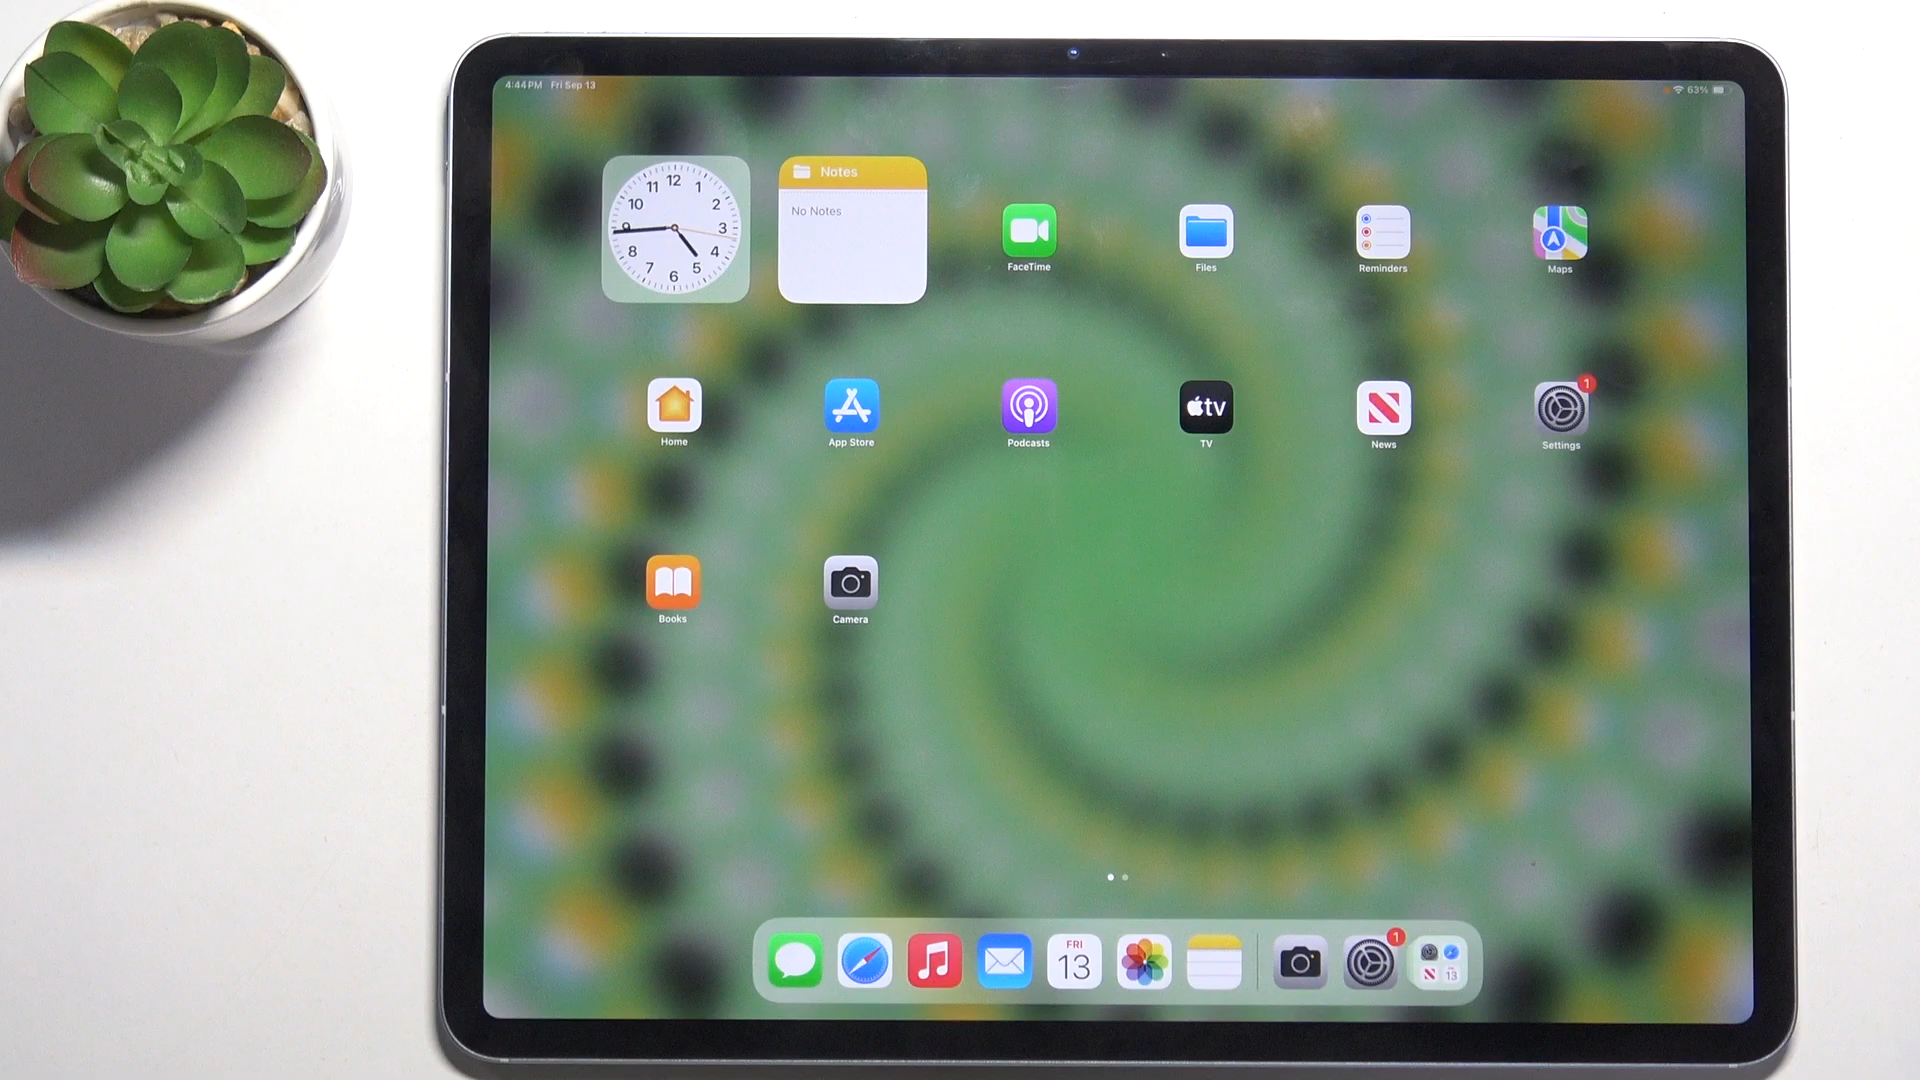 4:44 PM Fri Sep 13
63%
12
11 1
10 2
9 3
8 4
7 5
6
Notes
No Notes
FaceTime
Files
Reminders
Maps
Home
App Store
Podcasts
tv
TV
News
1
Settings
Books
Camera
FRI
13
1
13